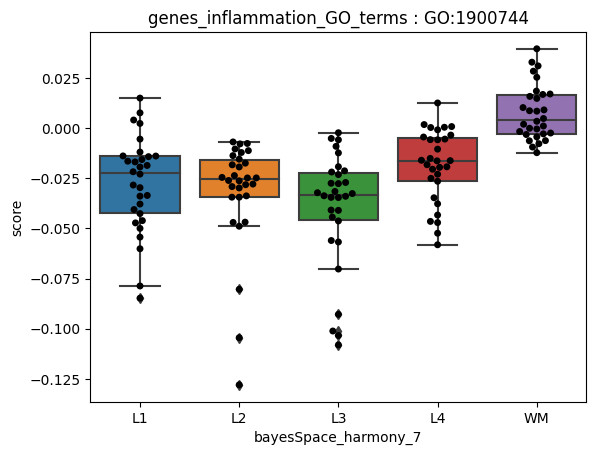 genes_inflammation_GO_terms : GO:1900744
0.025
0.000
−0.025
−0.050
−0.075
−0.100
−0.125
score
L1 L2 L3 L4 WM
bayesSpace_harmony_7